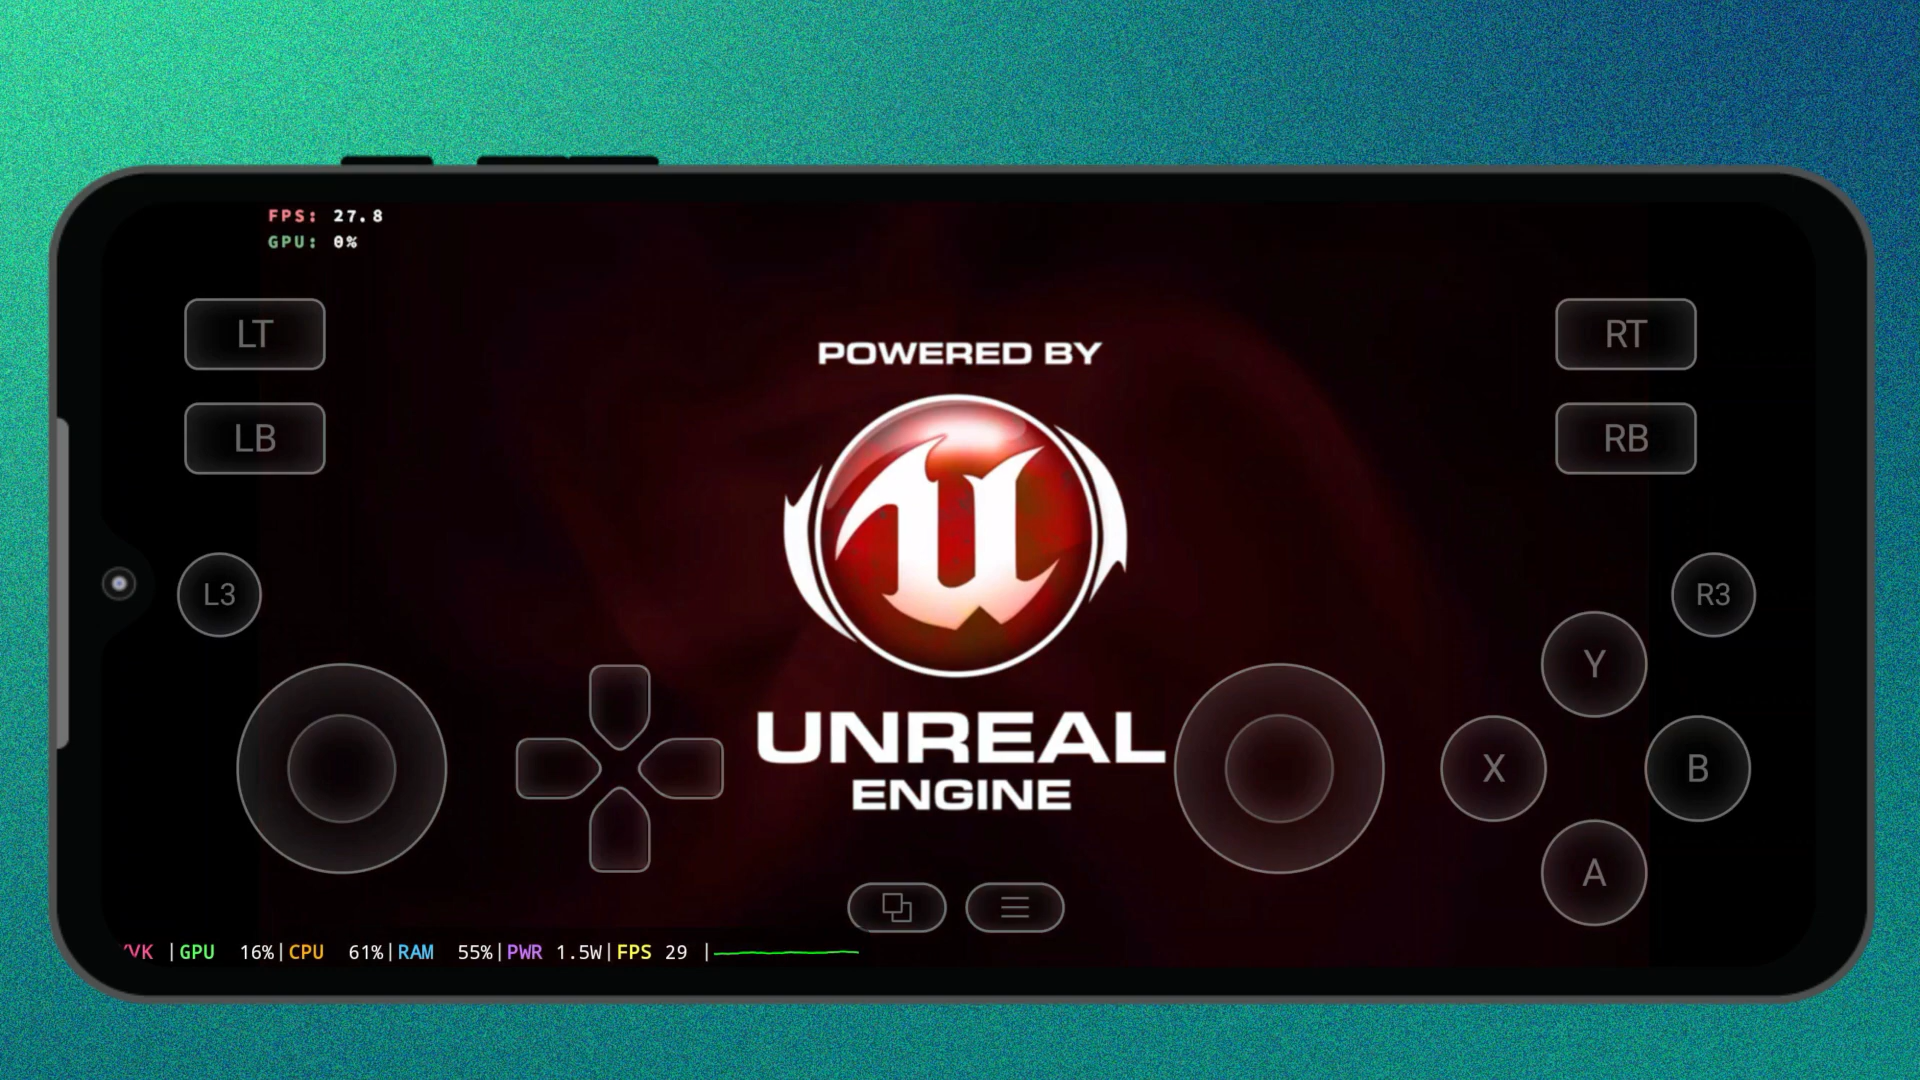 FPS: 27.8
GPU: 0%
LT
RT
POWERED BY
LB
RB
L3
R3
Y
UNREAL
X
B
ENGINE
A
VK |GPU 16%|CPU 61%|RAM 55%|PWR 1.5W|FPS 29 |